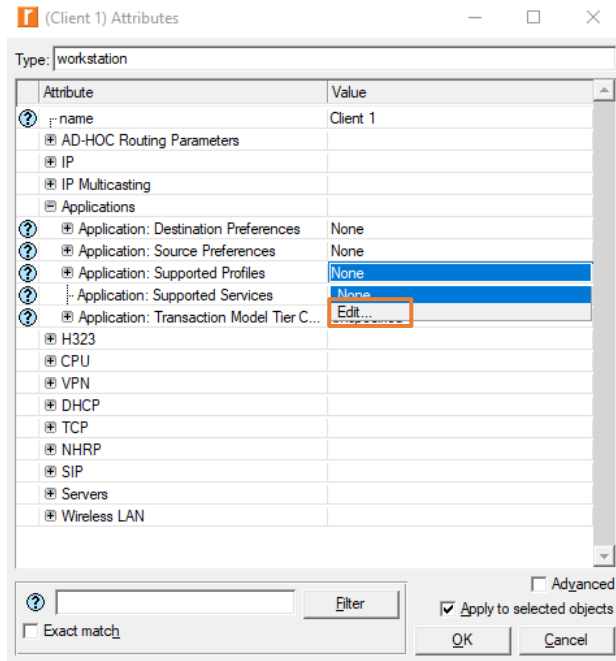 (Client 1) Attributes
Type: workstation
Attribute Value
name Client 1
AD-HOC Routing Parameters
IP
IP Multicasting
Applications
Application: Destination Preferences None
Application: Source Preferences None
Application: Supported Profiles None
Application: Supported Services None
Application: Transaction Model Tier C... Edit...
H323
CPU
VPN
DHCP
TCP
NHRP
SIP
Servers
Wireless LAN
Advanced
Filter
Apply to selected objects
Exact match
OK Cancel